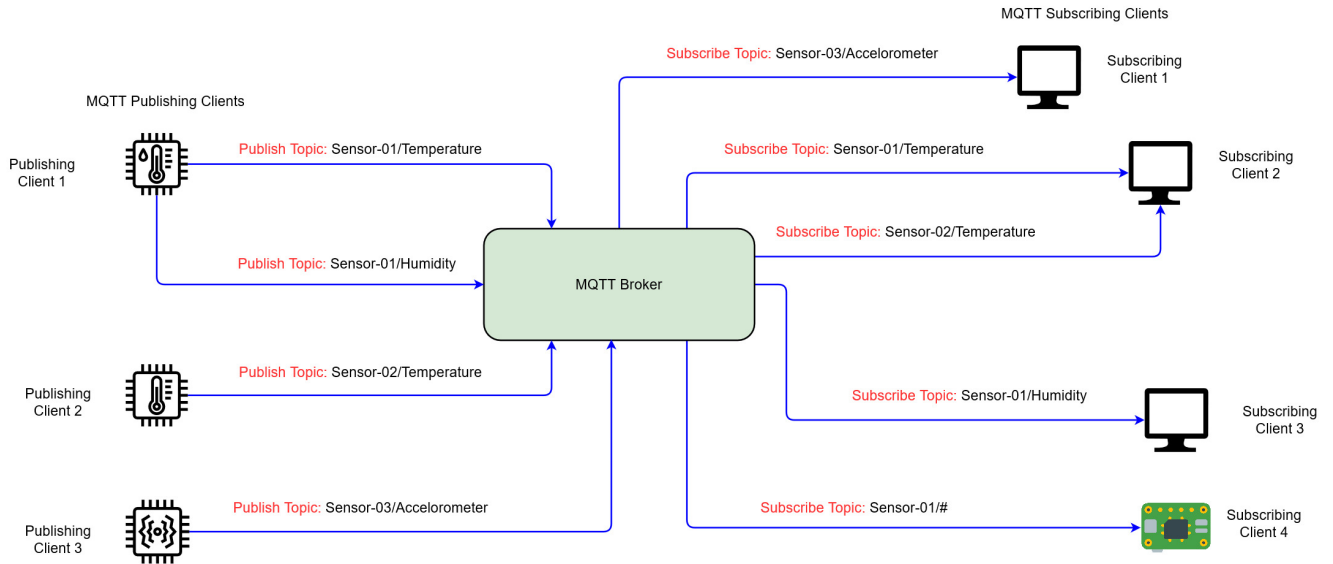 MQTT Subscribing Clients
Subscribe Topic: Sensor-03/Accelorometer
Subscribing
Client 1
MQTT Publishing Clients
Publishing
Client 1
Publish Topic: Sensor-01/Temperature
Subscribe Topic: Sensor-01/Temperature
Subscribing
Client 2
Subscribe Topic: Sensor-02/Temperature
Publish Topic: Sensor-01/Humidity
MQTT Broker
Publishing
Client 2
Publish Topic: Sensor-02/Temperature
Subscribe Topic: Sensor-01/Humidity
Subscribing
Client 3
Publishing
Client 3
Publish Topic: Sensor-03/Accelorometer
Subscribe Topic: Sensor-01/#
Subscribing
Client 4